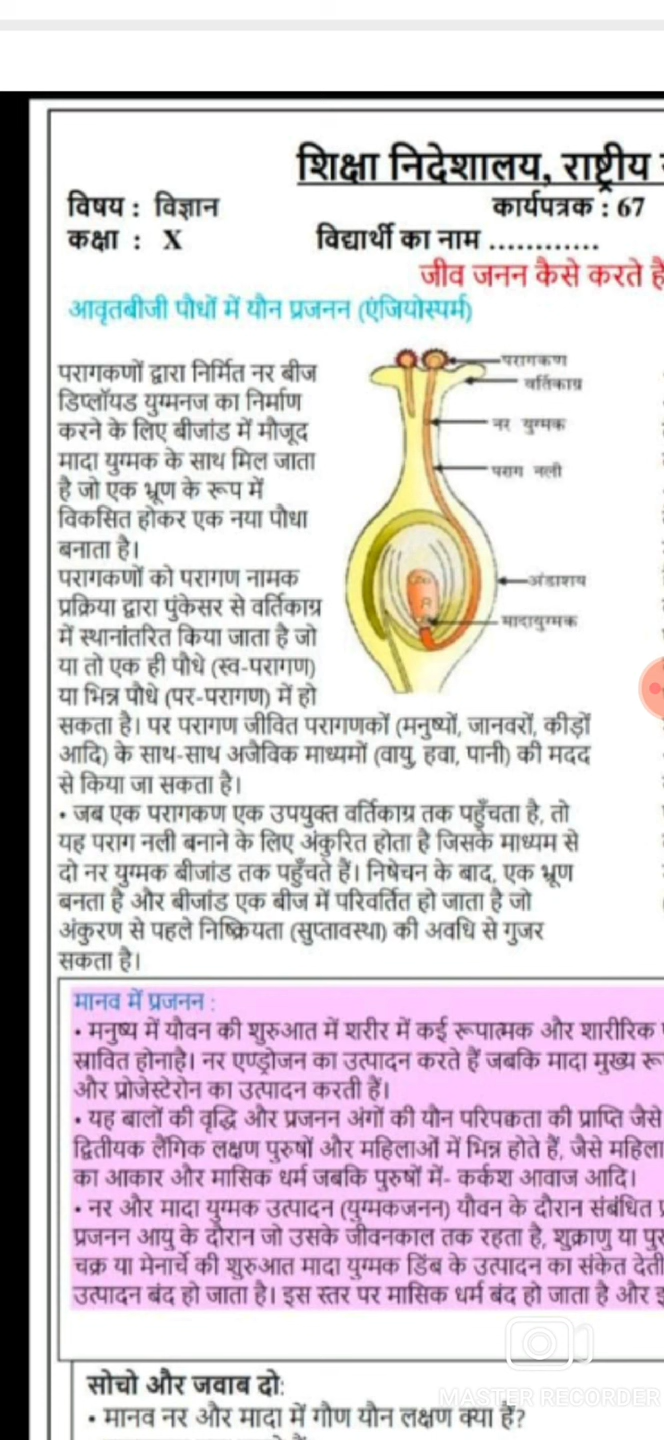 शिक्षा निदेशालय, राष्ट्रीय
विषय : विज्ञान
कार्यपत्रक : 67
कक्षा : X
विद्यार्थी का नाम ............
जीव जनन कैसे करते है
आवृतबीजी पौधों में यौन प्रजनन (एंजियोस्पर्म)
परागकणों द्वारा निर्मित नर बीज
डिप्लॉयड युग्मनज का निर्माण
करने के लिए बीजांड में मौजूद
मादा युग्मक के साथ मिल जाता
है जो एक भ्रूण के रूप में
विकसित होकर एक नया पौधा
बनाता है।
परागकणों को परागण नामक
प्रक्रिया द्वारा पुंकेसर से वर्तिकाग्र
में स्थानांतरित किया जाता है जो
या तो एक ही पौधे (स्व-परागण)
या भिन्न पौधे (पर-परागण) में हो
सकता है। पर परागण जीवित परागणकों (मनुष्यों, जानवरों, कीड़ों
आदि) के साथ-साथ अजैविक माध्यमों (वायु, हवा, पानी) की मदद
से किया जा सकता है।
परागकण
वर्तिकाग्र
नर युग्मक
पराग नली
अंडाशय
मादायुग्मक
• जब एक परागकण एक उपयुक्त वर्तिकाग्र तक पहुँचता है, तो
यह पराग नली बनाने के लिए अंकुरित होता है जिसके माध्यम से
दो नर युग्मक बीजांड तक पहुँचते हैं। निषेचन के बाद, एक भ्रूण
बनता है और बीजांड एक बीज में परिवर्तित हो जाता है जो
अंकुरण से पहले निष्क्रियता (सुप्तावस्था) की अवधि से गुजर
सकता है।
मानव में प्रजनन :
• मनुष्य में यौवन की शुरुआत में शरीर में कई रूपात्मक और शारीरिक
स्रावित होनाहै। नर एण्ड्रोजन का उत्पादन करते हैं जबकि मादा मुख्य रू
और प्रोजेस्टेरोन का उत्पादन करती हैं।
• यह बालों की वृद्धि और प्रजनन अंगों की यौन परिपक्वता की प्राप्ति जैसे
द्वितीयक लैंगिक लक्षण पुरुषों और महिलाओं में भिन्न होते हैं, जैसे महिला
का आकार और मासिक धर्म जबकि पुरुषों में- कर्कश आवाज आदि।
• नर और मादा युग्मक उत्पादन (युग्मकजनन) यौवन के दौरान संबंधित
प्रजनन आयु के दौरान जो उसके जीवनकाल तक रहता है, शुक्राणु या पुर
चक्र या मेनार्चे की शुरुआत मादा युग्मक डिंब के उत्पादन का संकेत देती
उत्पादन बंद हो जाता है। इस स्तर पर मासिक धर्म बंद हो जाता है और
सोचो और जवाब दो:
• मानव नर और मादा में गौण यौन लक्षण क्या हैं?
MASTER RECORDER